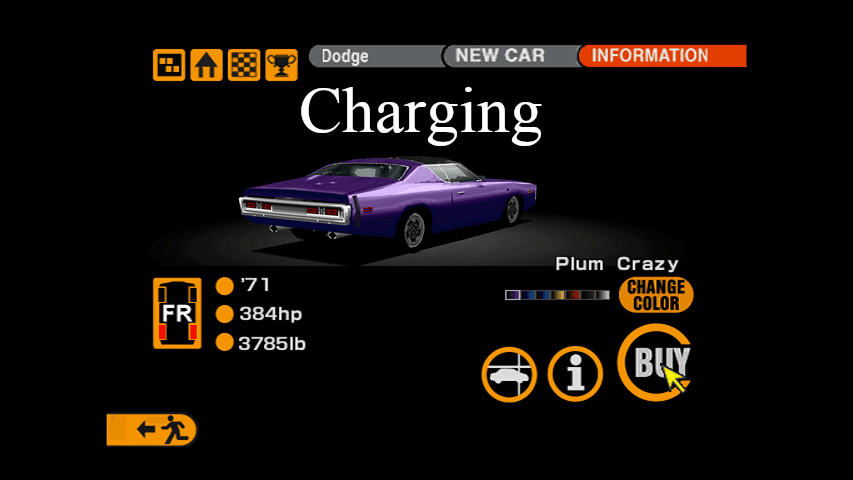 Dodge NEW CAR INFORMATION
Charging
Plum Crazy
CHANGE
COLOR
FR
'71
384hp
3785lb
i
BUY